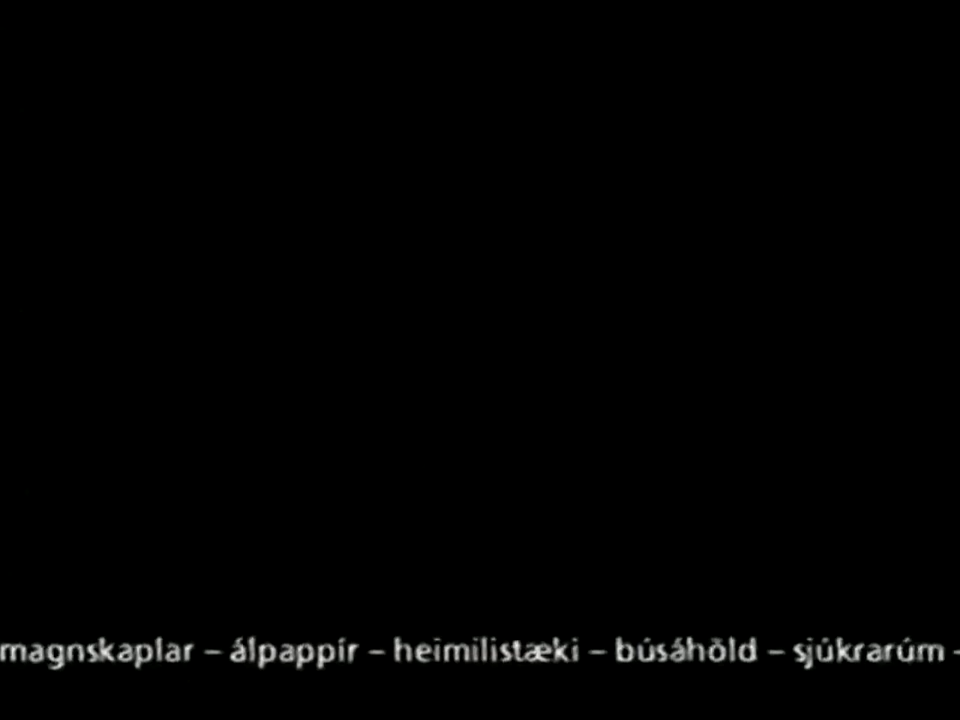 magnskaplar – álpappír – heimilistæki – búsáhöld – sjúkrarúm –